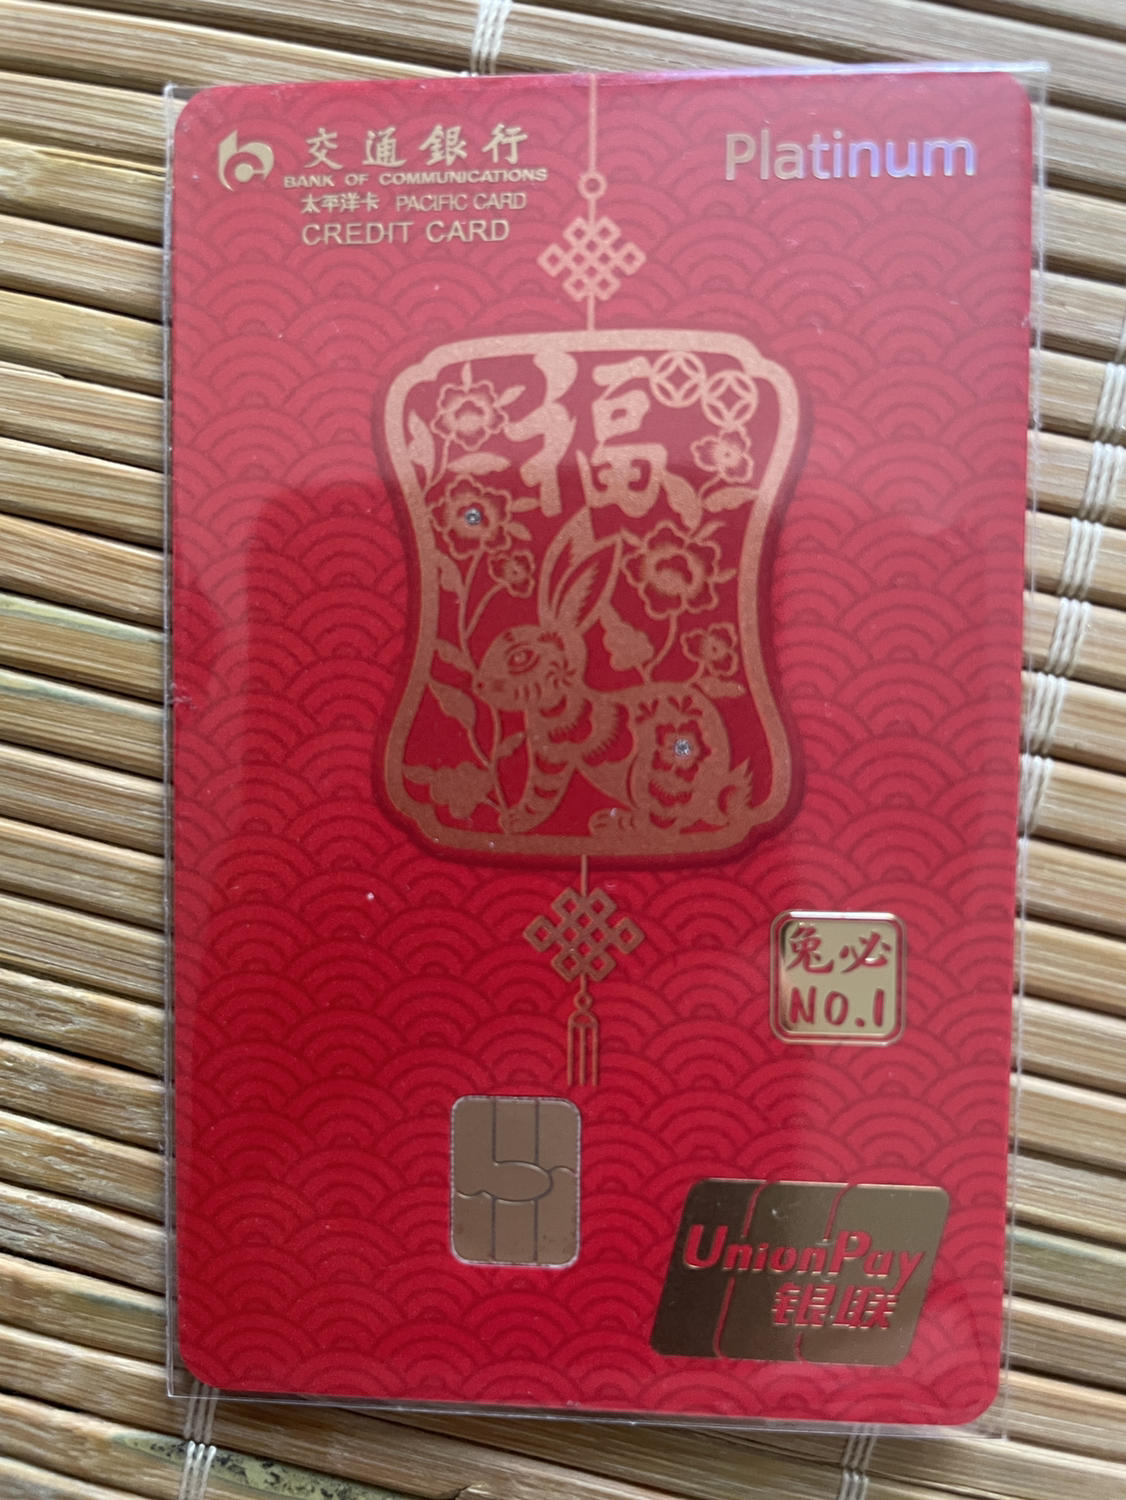 交通銀行
BANK OF COMMUNICATIONS
太平洋卡 PACIFIC CARD
CREDIT CARD
Platinum
福
兔必
NO.1
UnionPay
银联